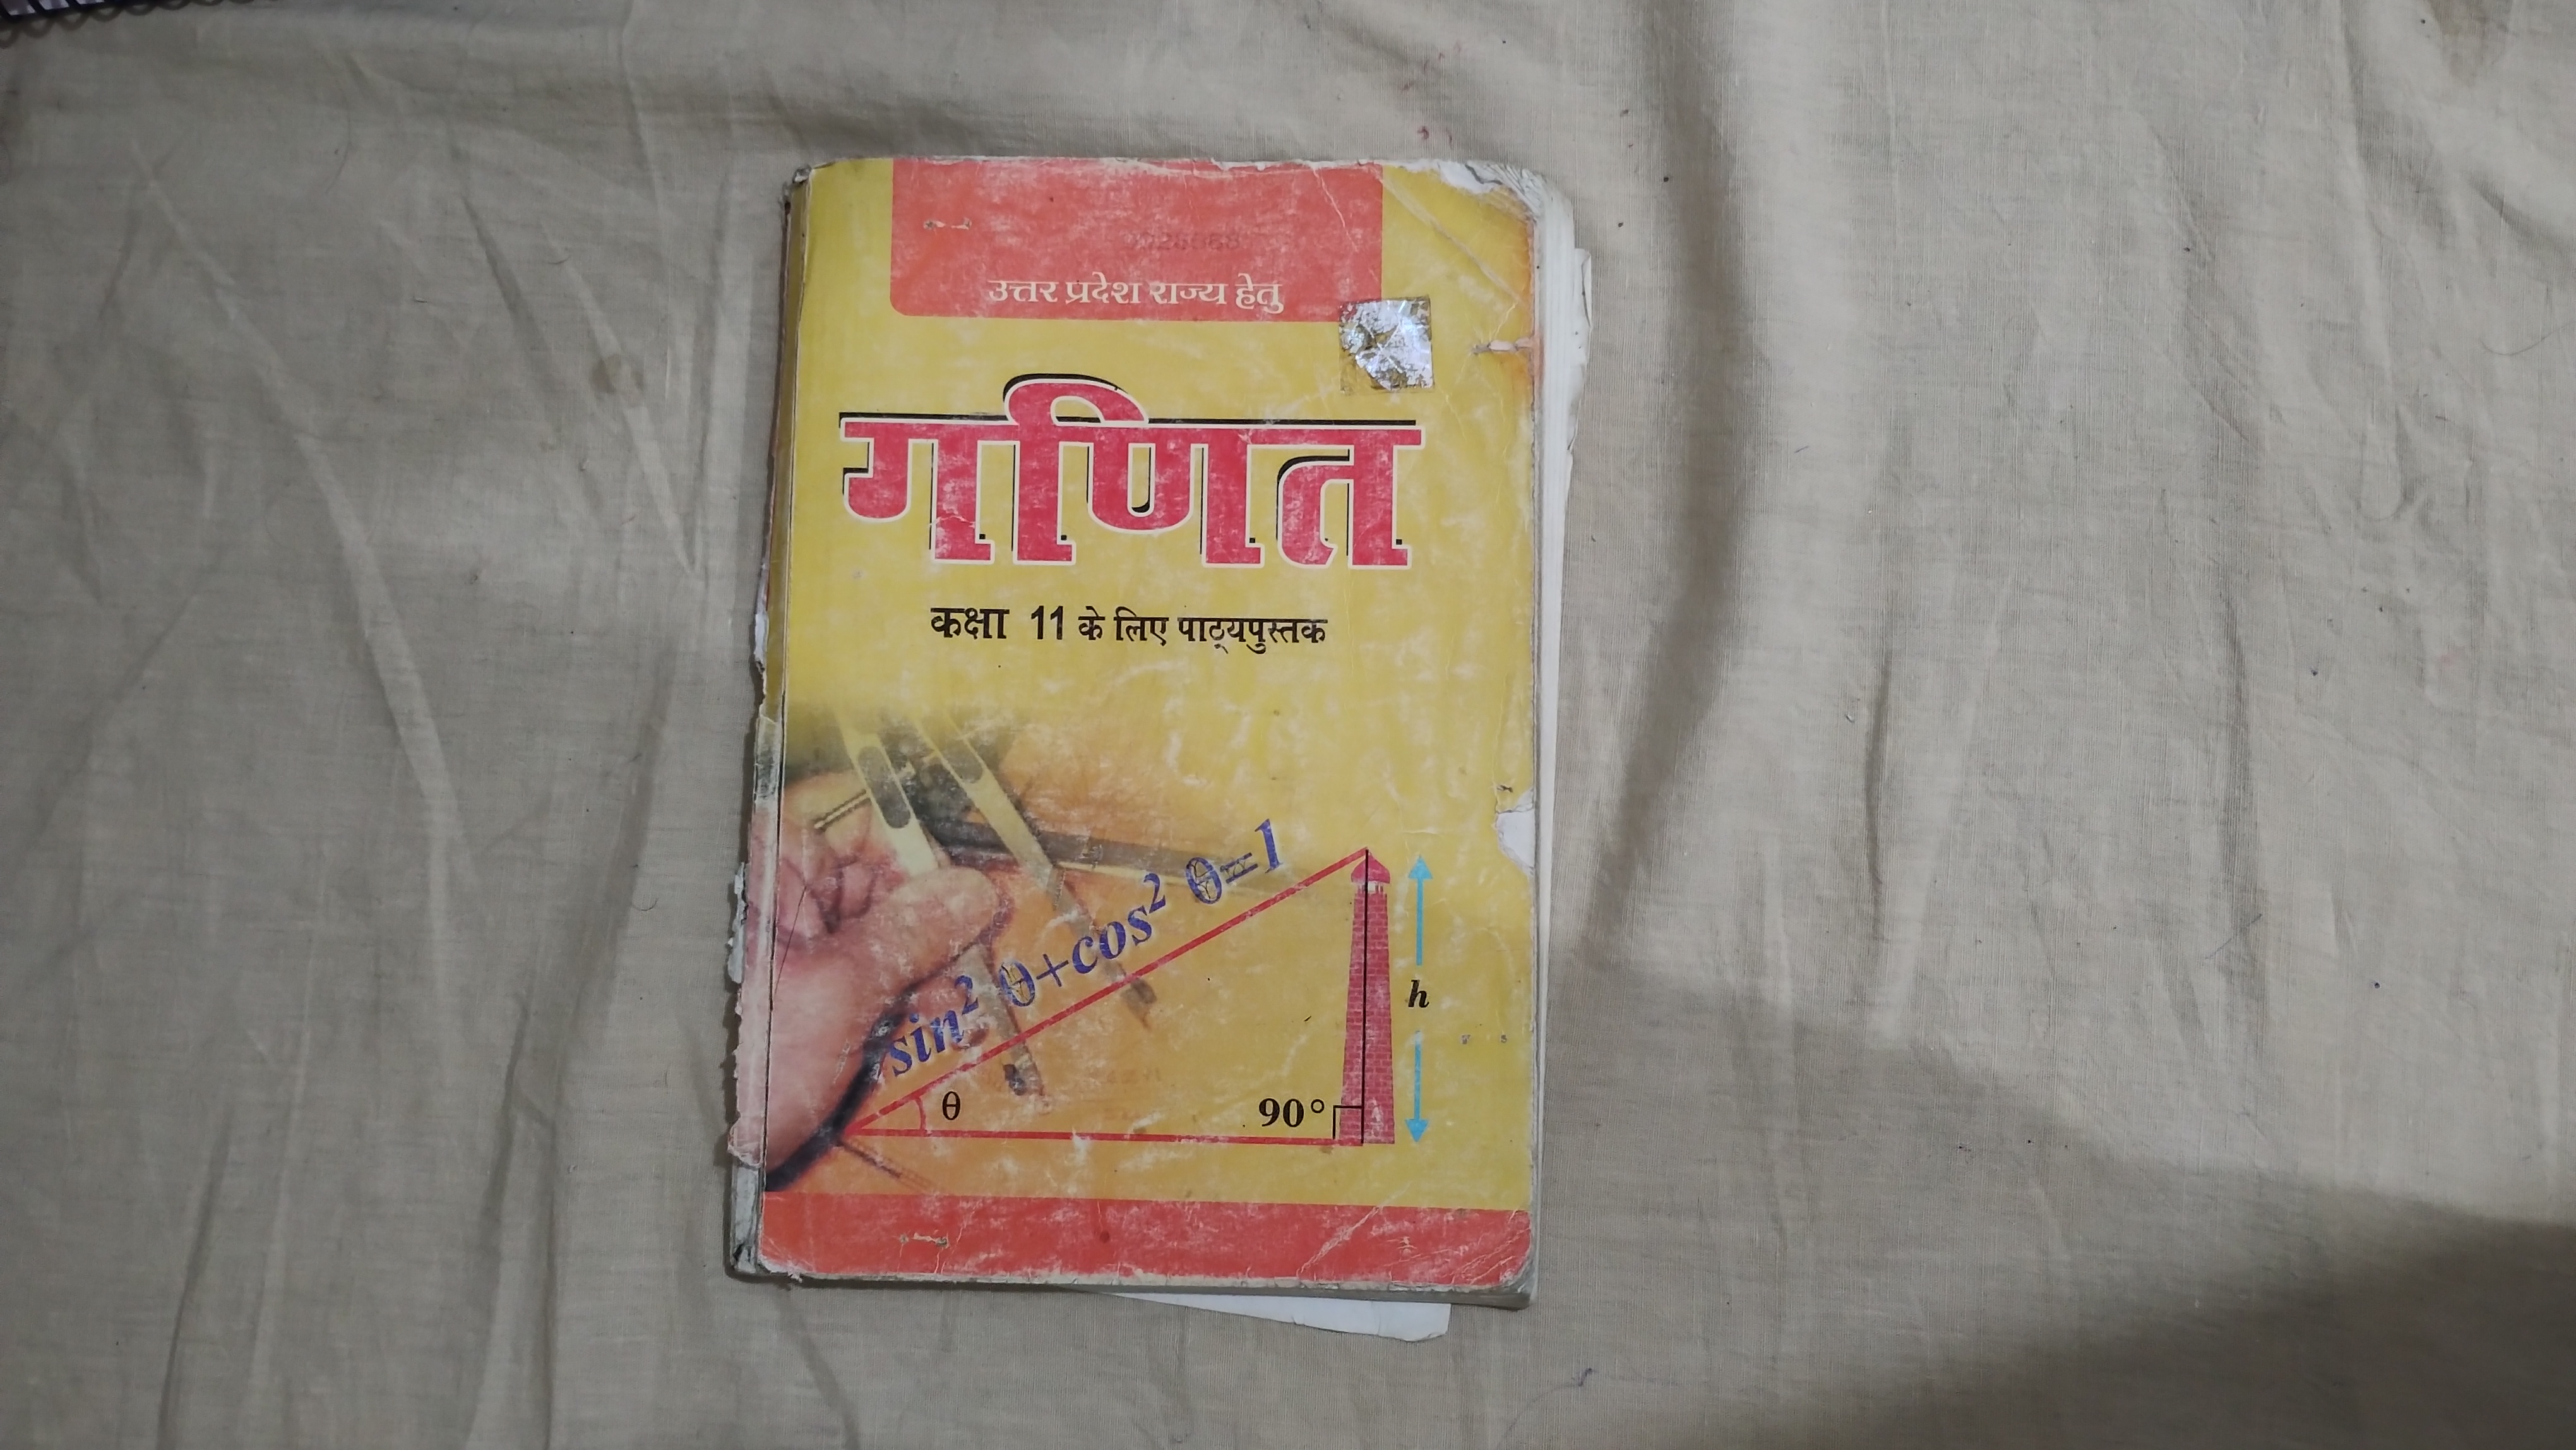 उत्तर प्रदेश राज्य हेतु
गणित
कक्षा 11 के लिए पाठ्यपुस्तक
sin² θ+cos² θ=1
θ
90°
h